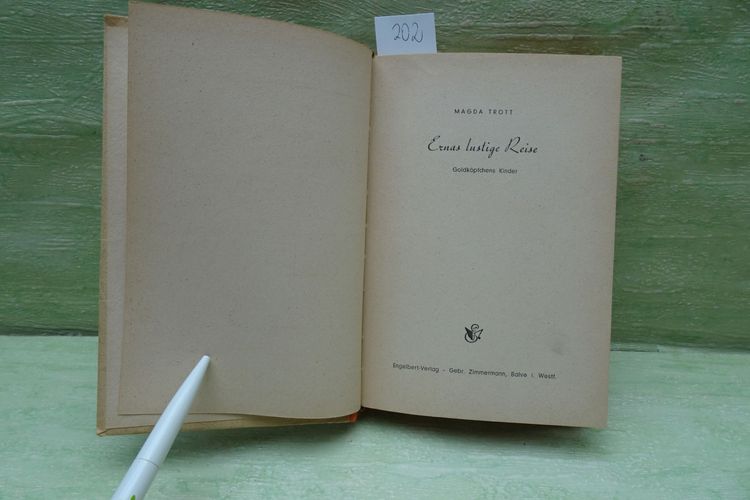 202
MAGDA TROTT
Ernas lustige Reise
Goldköpfchens Kinder
Engelbert-Verlag - Gebr. Zimmermann, Balve i. Westf.